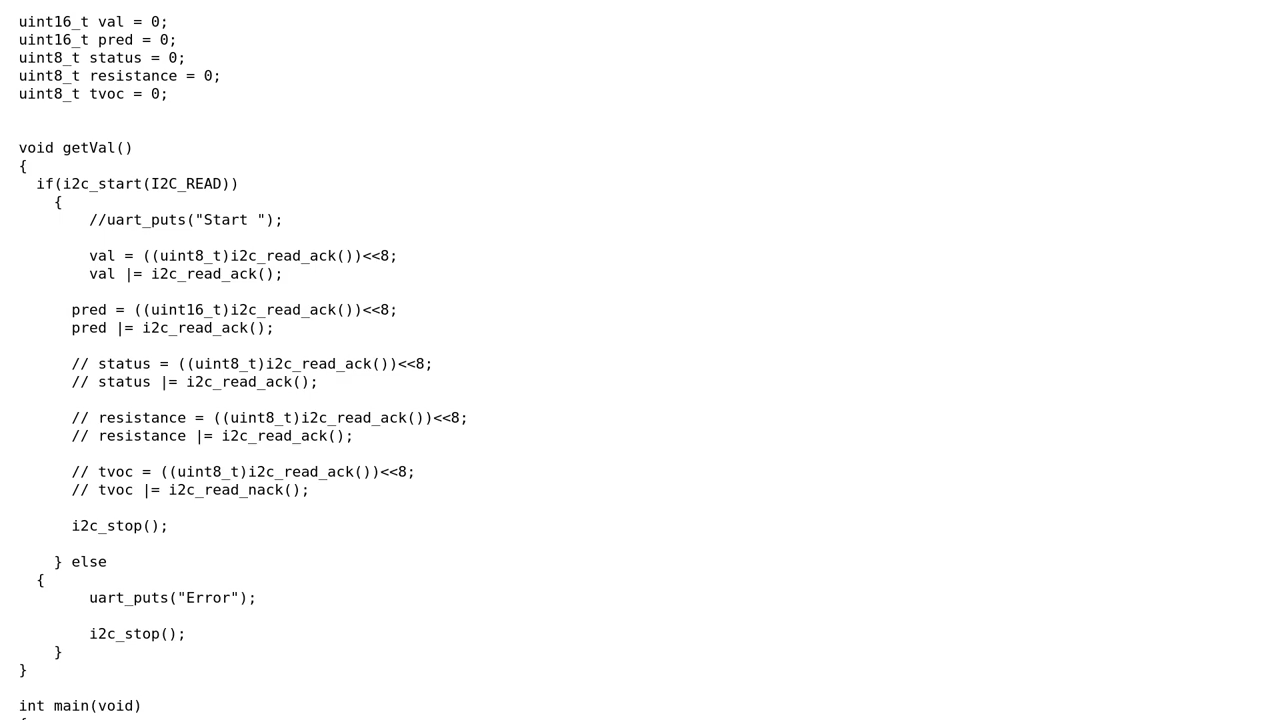 uint16_t val = 0;
uint16_t pred = 0;
uint8_t status = 0;
uint8_t resistance = 0;
uint8_t tvoc = 0;
void getVal()
{
if(i2c_start(I2C_READ))
{
//uart_puts("Start ");
val = ((uint8_t)i2c_read_ack())<<8;
val |= i2c_read_ack();
pred = ((uint16_t)i2c_read_ack())<<8;
pred |= i2c_read_ack();
// status = ((uint8_t)i2c_read_ack())<<8;
// status |= i2c_read_ack();
// resistance = ((uint8_t)i2c_read_ack())<<8;
// resistance |= i2c_read_ack();
// tvoc = ((uint8_t)i2c_read_ack())<<8;
// tvoc |= i2c_read_nack();
i2c_stop();
} else
{
uart_puts("Error");
i2c_stop();
}
}
int main(void)